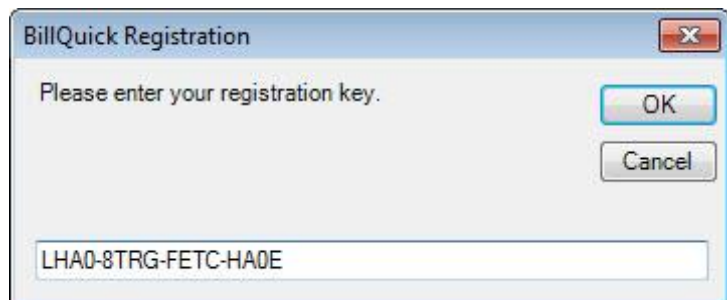 BillQuick Registration
Please enter your registration key.
OK
Cancel
LHA0-8TRG-FETC-HA0E